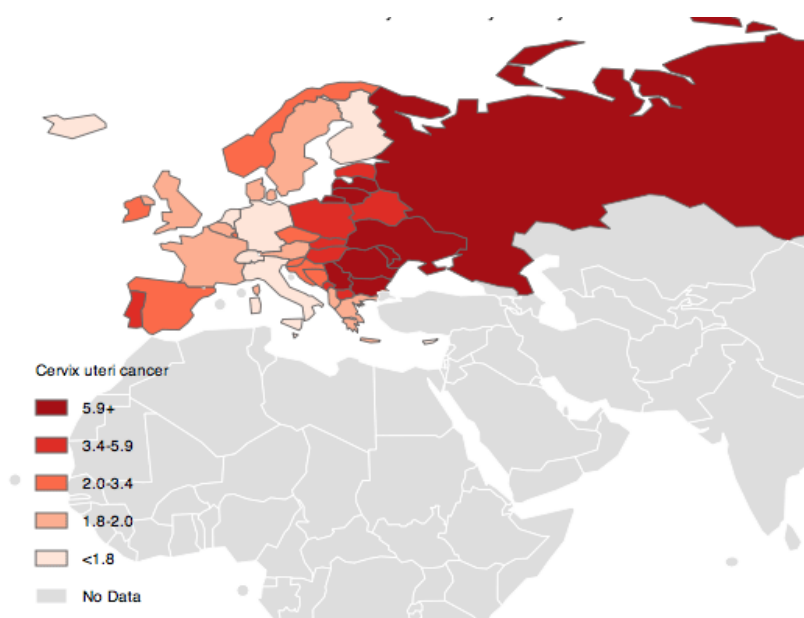 Cervix uteri cancer
5.9+
3.4-5.9
2.0-3.4
1.8-2.0
<1.8
No Data